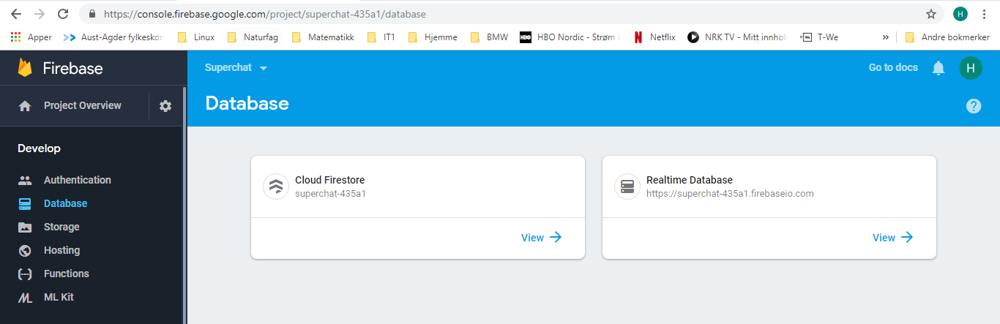 https://console.firebase.google.com/project/superchat-435a1/database
H
Apper Aust-Agder fylkeskon Linux Naturfag Matematikk IT1 Hjemme BMW HBO HBO Nordic - Strøm Netflix NRK TV - Mitt innhol T-We » Andre bokmerker
Firebase
Superchat
Go to docs
H
Project Overview
Database
?
Develop
Authentication
Database
Storage
Hosting
Functions
ML Kit
Cloud Firestore
superchat-435a1
View
Realtime Database
https://superchat-435a1.firebaseio.com
View